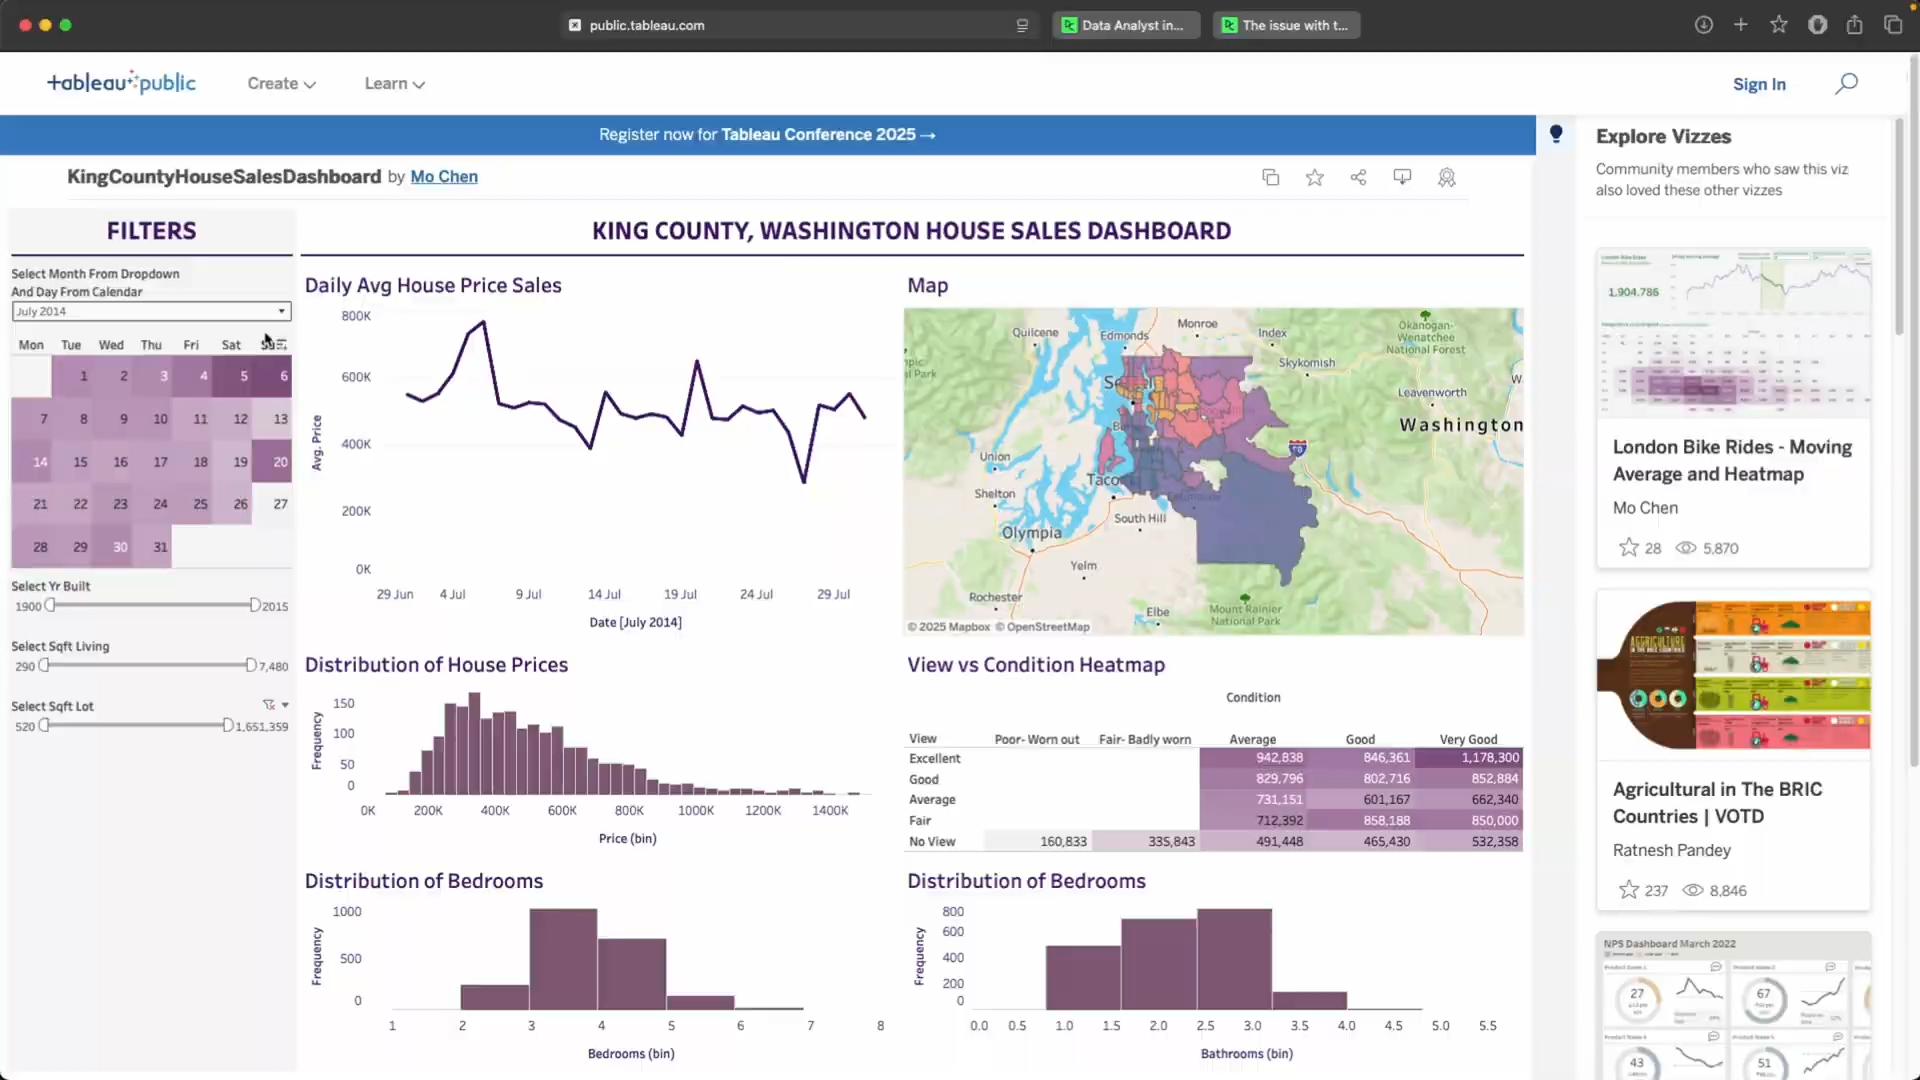 public.tableau.com
Data Analyst in...
The issue with t...
+ableau+public
Create
Learn
Sign In
Register now for Tableau Conference 2025 →
KingCountyHouseSalesDashboard by Mo Chen
FILTERS
Select Month From Dropdown
And Day From Calendar
July 2014
Mon Tue Wed Thu Fri Sat
1 2 3 4 5 6
7 8 9 10 11 12 13
14 15 16 17 18 19 20
21 22 23 24 25 26 27
28 29 30 31
Select Yr Built
1900 2015
Select Sqft Living
290 7,480
Select Sqft Lot
520 1,651,359
KING COUNTY, WASHINGTON HOUSE SALES DASHBOARD
Daily Avg House Price Sales
800K
600K
400K
200K
0K
Avg. Price
29 Jun 4 Jul 9 Jul 14 Jul 19 Jul 24 Jul 29 Jul
Date [July 2014]
Map
Quilcene
Edmonds
Monroe
Index
Skykomish
Okanogan-
Wenatchee
National Forest
Leavenworth
Washington
Union
Shelton
Olympia
South Hill
Yelm
Rochester
Elbe
Mount Rainier
National Park
© 2025 Mapbox © OpenStreetMap
Distribution of House Prices
150
100
50
0
Frequency
0K 200K 400K 600K 800K 1000K 1200K 1400K
Price (bin)
View vs Condition Heatmap
Condition
View Poor- Worn out Fair- Badly worn Average Good Very Good
Excellent 942,838 846,361 1,178,300
Good 829,796 802,716 852,884
Average 731,151 601,167 662,340
Fair 712,392 858,188 850,000
No View 160,833 335,843 491,448 465,430 532,358
Distribution of Bedrooms
1000
500
0
Frequency
1 2 3 4 5 6 7 8
Bedrooms (bin)
Distribution of Bedrooms
800
600
400
200
0
Frequency
0.0 0.5 1.0 1.5 2.0 2.5 3.0 3.5 4.0 4.5 5.0 5.5
Bathrooms (bin)
Explore Vizzes
Community members who saw this viz
also loved these other vizzes
1.904.786
London Bike Rides - Moving
Average and Heatmap
Mo Chen
28 5,870
AGRICULTURE
Agricultural in The BRIC
Countries | VOTD
Ratnesh Pandey
237 8,846
NPS Dashboard March 2022
27
67
43
51